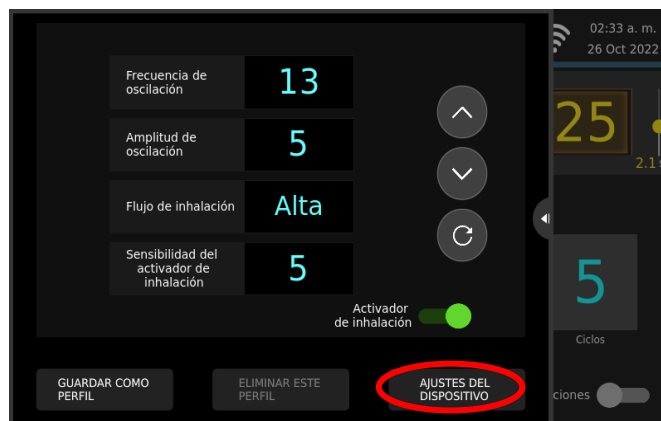 02:33 a. m.
26 Oct 2022
Frecuencia de
oscilación
13
Amplitud de
oscilación
5
Flujo de inhalación
Alta
Sensibilidad del
activador de
inhalación
5
Activador
de inhalación
25
2.1
5
Ciclos
GUARDAR COMO
PERFIL
ELIMINAR ESTE
PERFIL
AJUSTES DEL
DISPOSITIVO
ciones